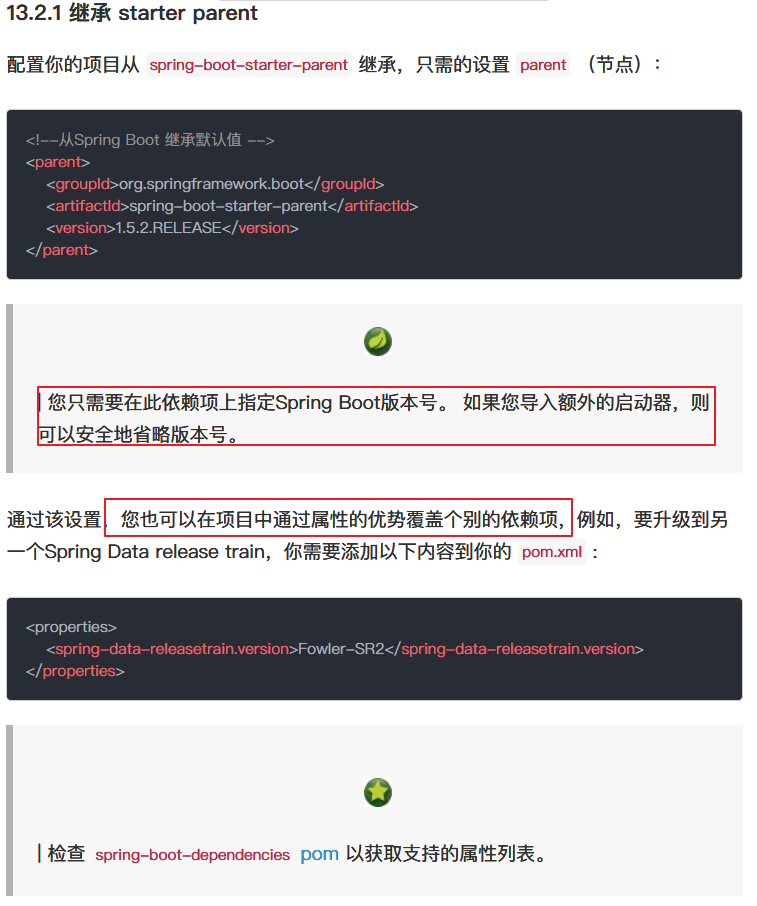 13.2.1 继承 starter parent
配置你的项目从 spring-boot-starter-parent 继承，只需的设置 parent （节点）：
<!--从Spring Boot 继承默认值 -->
<parent>
<groupId>org.springframework.boot</groupId>
<artifactId>spring-boot-starter-parent</artifactId>
<version>1.5.2.RELEASE</version>
</parent>
| 您只需要在此依赖项上指定Spring Boot版本号。 如果您导入额外的启动器，则
可以安全地省略版本号。
通过该设置，您也可以在项目中通过属性的优势覆盖个别的依赖项，例如，要升级到另
一个Spring Data release train，你需要添加以下内容到你的 pom.xml ：
<properties>
<spring-data-releasetrain.version>Fowler-SR2</spring-data-releasetrain.version>
</properties>
| 检查 spring-boot-dependencies pom 以获取支持的属性列表。